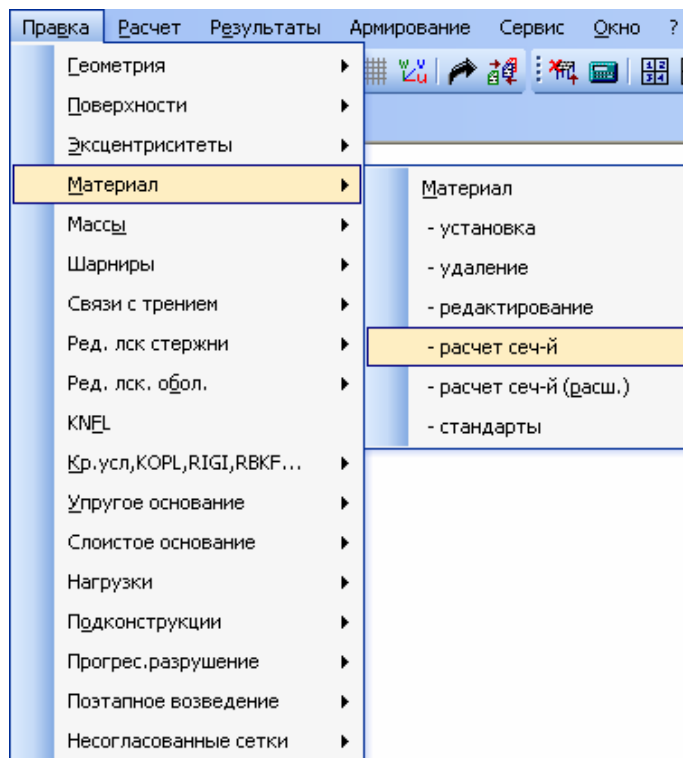 Правка Расчет Результаты Армирование Сервис Окно ?
Геометрия
Поверхности
Эксцентриситеты
Материал
Массы
Шарниры
Связи с трением
Ред. лск стержни
Ред. лск. обол.
KNFL
Кр.усл,KOPL,RIGI,RBKF...
Упругое основание
Слоистое основание
Нагрузки
Подконструкции
Прогрес.разрушение
Поэтапное возведение
Несогласованные сетки
Материал
- установка
- удаление
- редактирование
- расчет сеч-й
- расчет сеч-й (расш.)
- стандарты